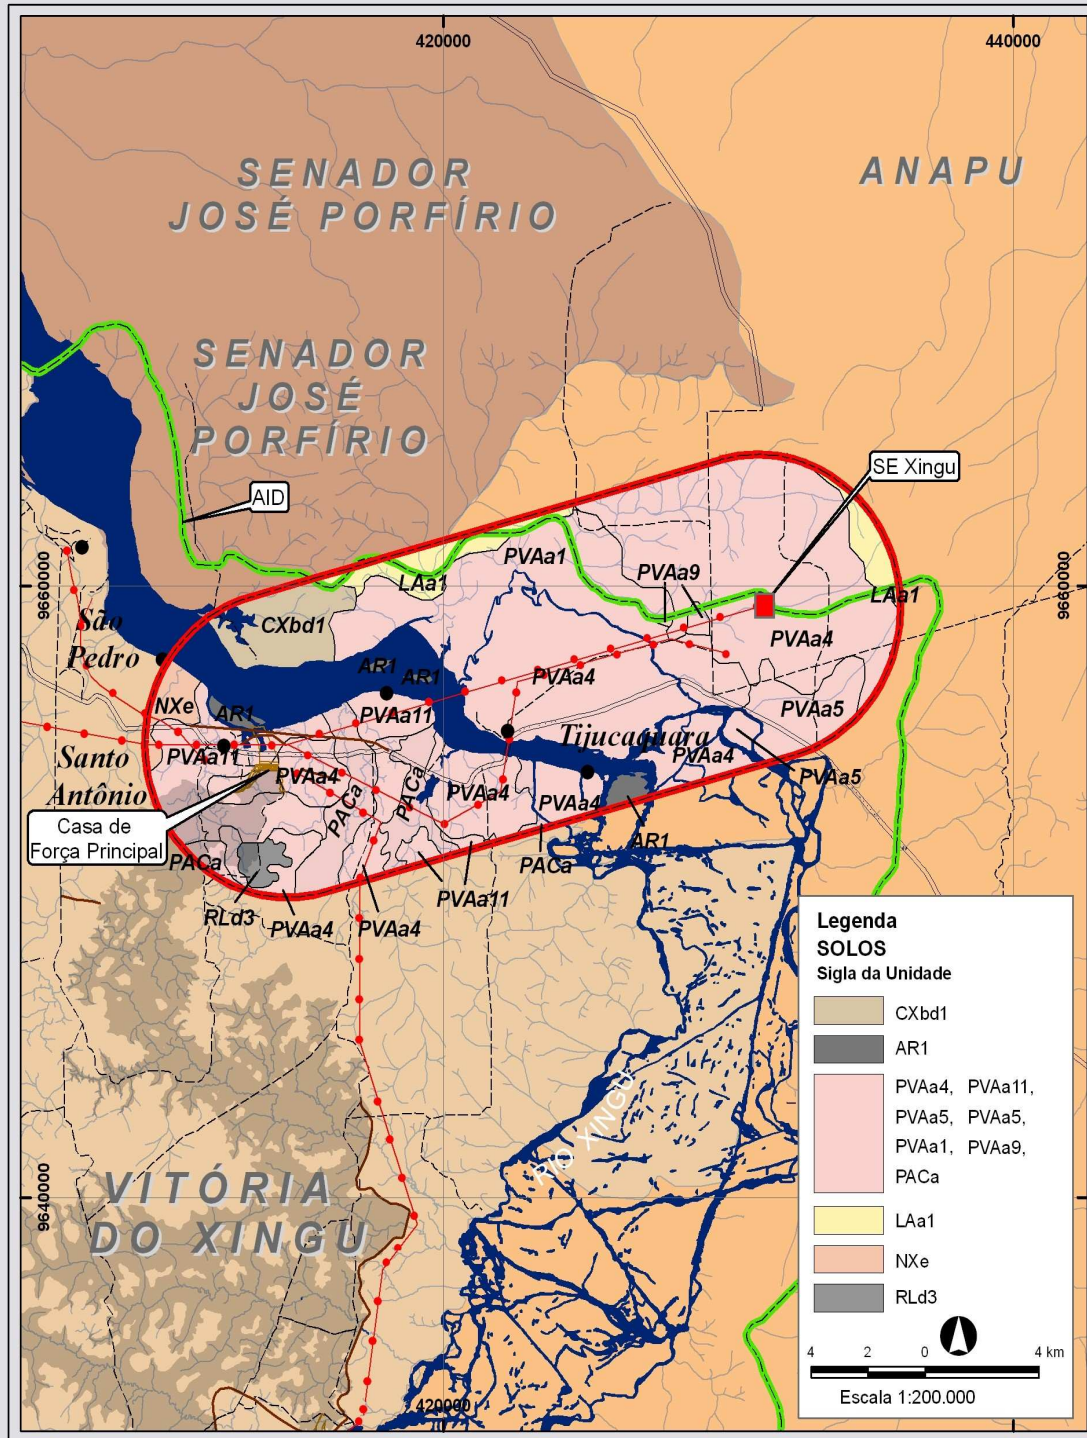 420000
440000
SENADOR
JOSÉ PORFÍRIO
ANAPU
SENADOR
JOSÉ
PORFÍRIO
SE Xingu
AID
PVAa1
PVAa9
LAa1
LAa1
9660000
9660000
CXbd1
São
Pedro
PVAa4
AR1
AR1
PVAa4
NXe
AR1
PVAa11
PVAa5
Tijucaquara
PVAa11
PVAa4
Santo
Antônio
PVAa4
PVAa5
PACa
PACa
PVAa4
PVAa4
Casa de
Força Principal
AR1
PACa
PACa
PVAa11
RLd3
PVAa4
PVAa4
RIO XINGU
VITÓRIA
DO XINGU
9640000
9640000
420000
Legenda
SOLOS
Sigla da Unidade
CXbd1
AR1
PVAa4, PVAa11,
PVAa5, PVAa5,
PVAa1, PVAa9,
PACa
LAa1
NXe
RLd3
4 2 0 4 km
Escala 1:200.000